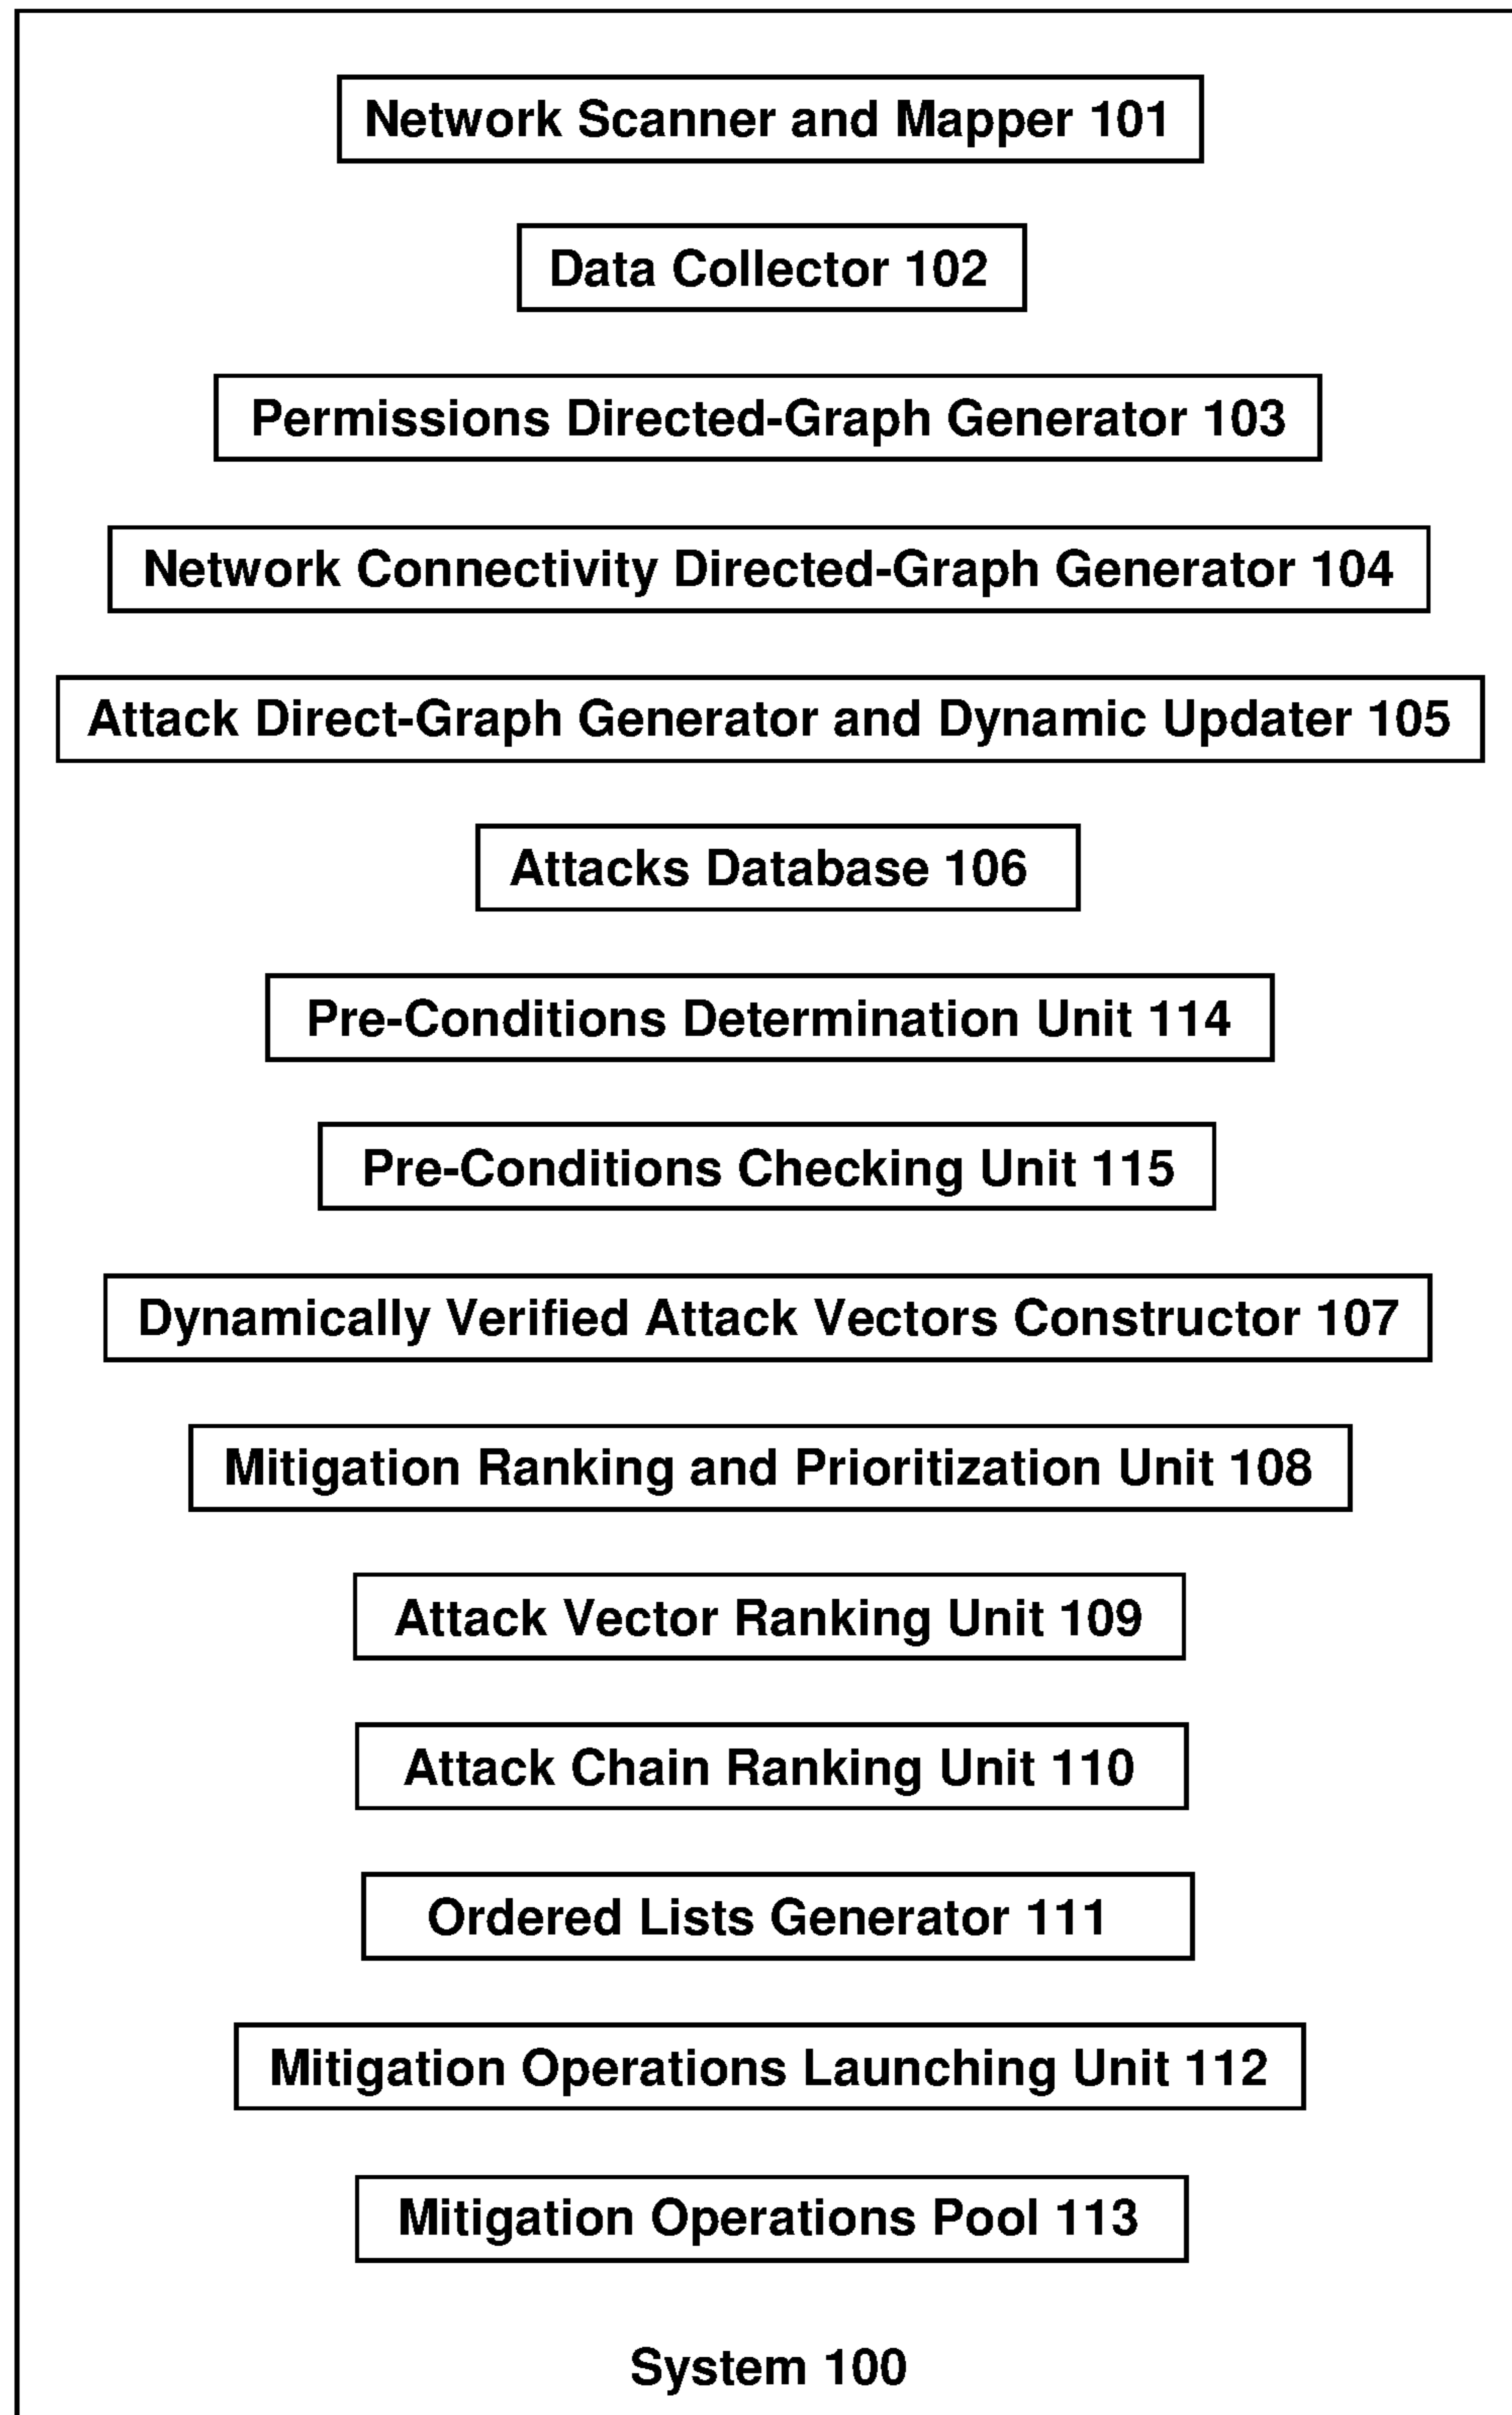 Network Scanner and Mapper 101
Data Collector 102
Permissions Directed-Graph Generator 103
Network Connectivity Directed-Graph Generator 104
Attack Direct-Graph Generator and Dynamic Updater 105
Attacks Database 106
Pre-Conditions Determination Unit 114
Pre-Conditions Checking Unit 115
Dynamically Verified Attack Vectors Constructor 107
Mitigation Ranking and Prioritization Unit 108
Attack Vector Ranking Unit 109
Attack Chain Ranking Unit 110
Ordered Lists Generator 111
Mitigation Operations Launching Unit 112
Mitigation Operations Pool 113
System 100